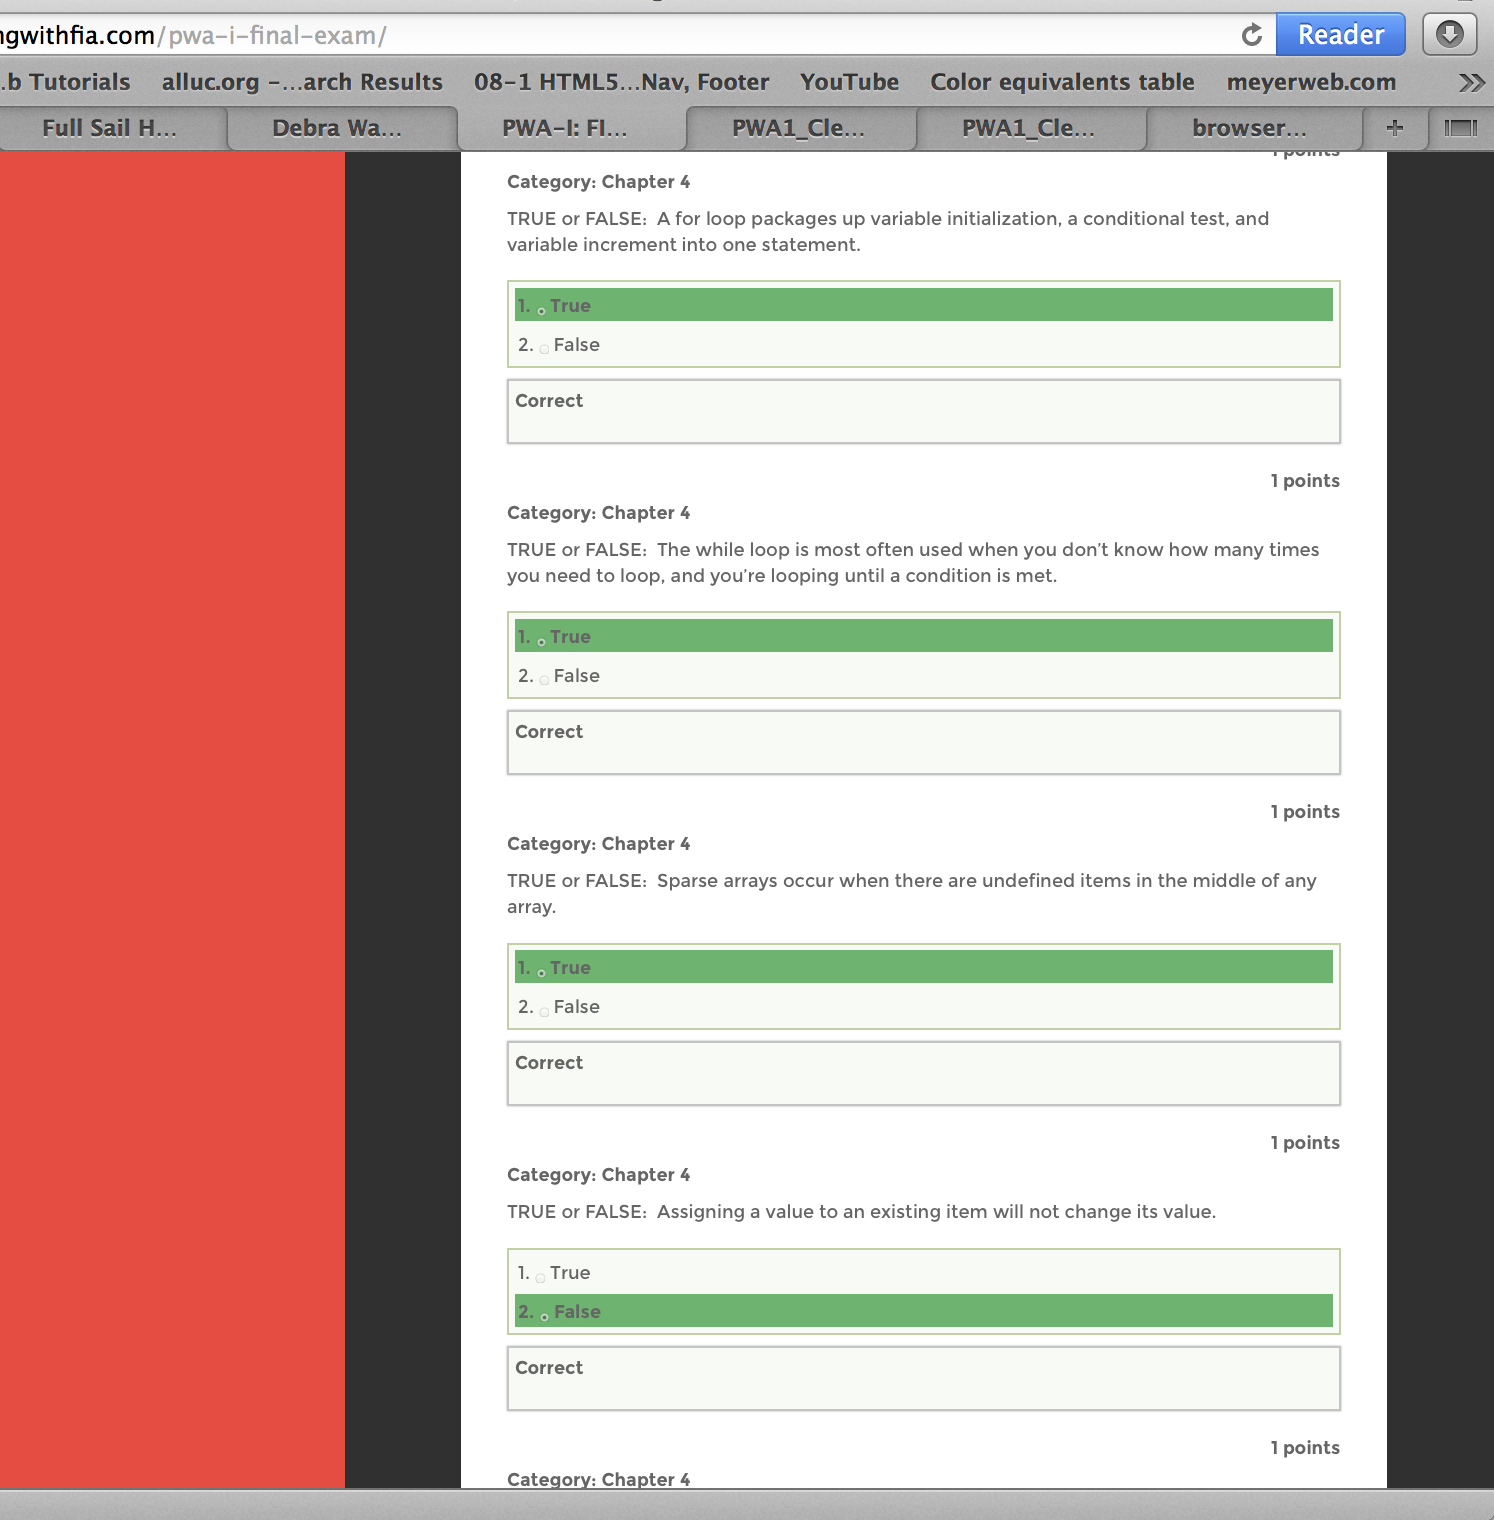 ngwithfia.com/pwa-i-final-exam/
Reader
.b Tutorials alluc.org -...arch Results 08-1 HTML5...Nav, Footer YouTube Color equivalents table meyerweb.com
Full Sail H... Debra Wa... PWA-I: FI... PWA1_Cle... PWA1_Cle... browser...
1 points
Category: Chapter 4
TRUE or FALSE: A for loop packages up variable initialization, a conditional test, and
variable increment into one statement.
1. True
2. False
Correct
1 points
Category: Chapter 4
TRUE or FALSE: The while loop is most often used when you don’t know how many times
you need to loop, and you’re looping until a condition is met.
1. True
2. False
Correct
1 points
Category: Chapter 4
TRUE or FALSE: Sparse arrays occur when there are undefined items in the middle of any
array.
1. True
2. False
Correct
1 points
Category: Chapter 4
TRUE or FALSE: Assigning a value to an existing item will not change its value.
1. True
2. False
Correct
1 points
Category: Chapter 4